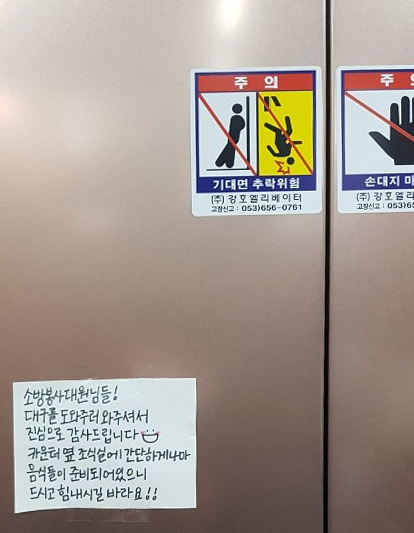 주 의
기대면 추락위험
(주) 강호엘리베이터
고장신고 : 053)656-0761
주 의
손대지 마
고장신고 : 053)65
소방봉사대원님들!
대구를 도와주러 와주셔서
진심으로 감사드립니다
카운터 옆 조식실에 간단하게나마
음식들이 준비되어있으니
드시고 힘내시길 바라요!!